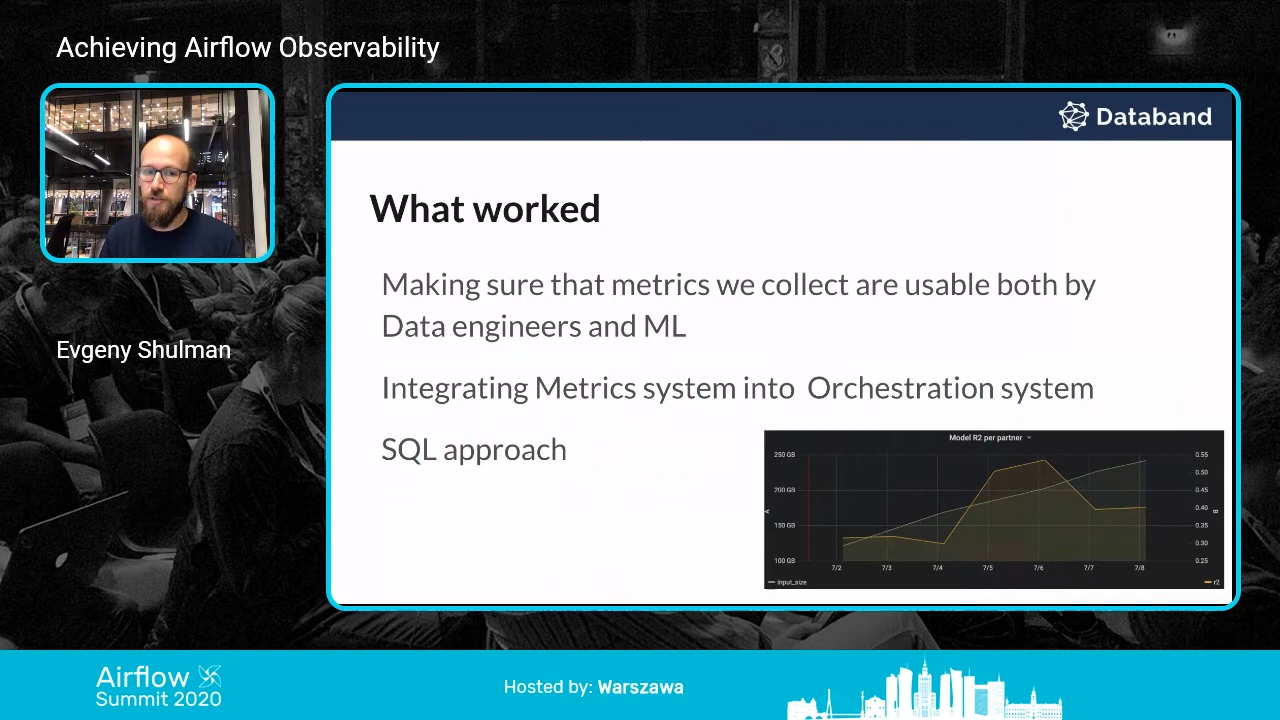 Achieving Airflow Observability
Databand
What worked
Making sure that metrics we collect are usable both by
Data engineers and ML
Integrating Metrics system into Orchestration system
SQL approach
Evgeny Shulman
Model R2 per partner
250 GB
200 GB
150 GB
100 GB
A
0.55
0.50
0.45
0.40
0.35
0.30
0.25
B
7/2 7/3 7/4 7/5 7/6 7/7 7/8
input_size
r2
Airflow
Summit 2020
Hosted by: Warszawa